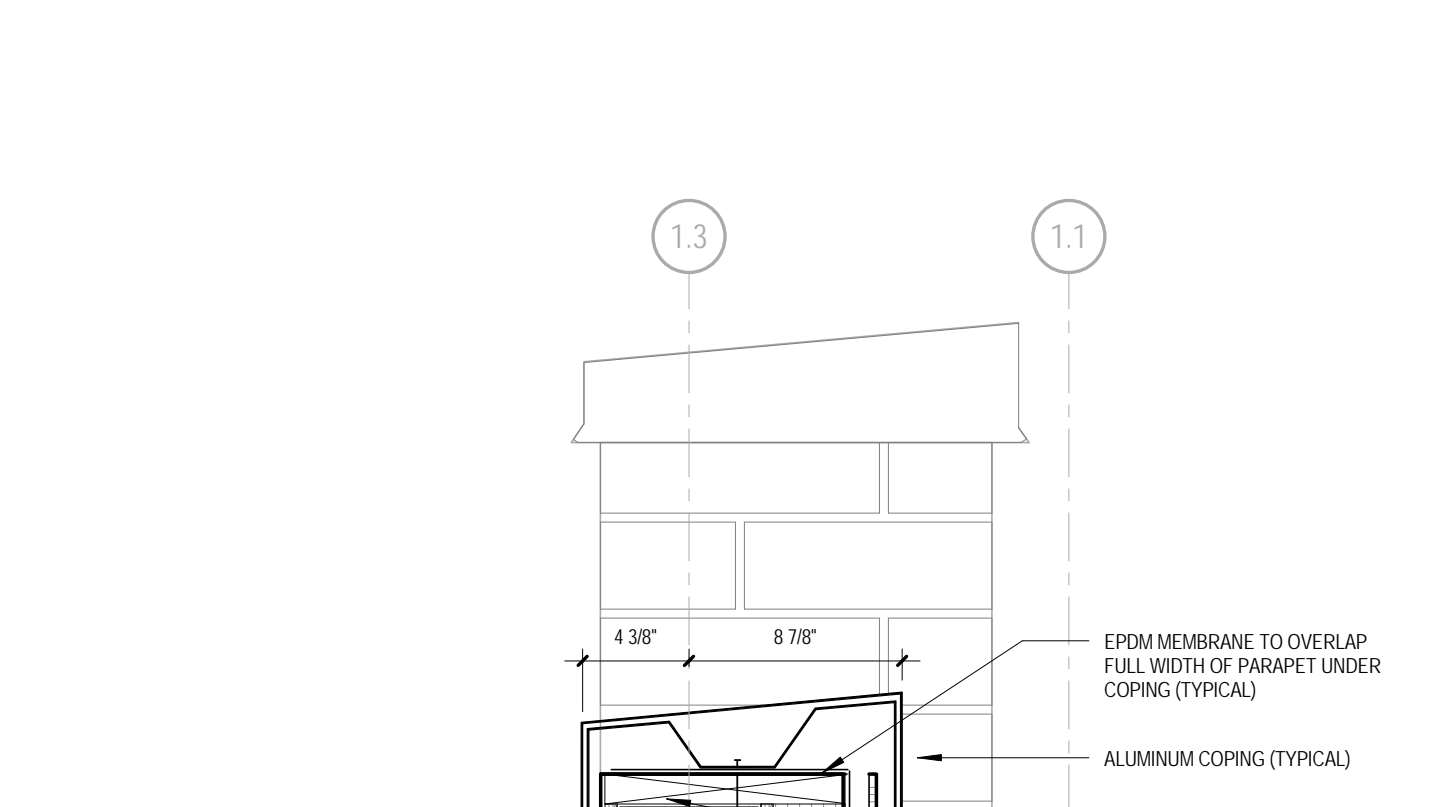 1.3
1.1
4 3/8"
8 7/8"
EPDM MEMBRANE TO OVERLAP
FULL WIDTH OF PARAPET UNDER
COPING (TYPICAL)
ALUMINUM COPING (TYPICAL)